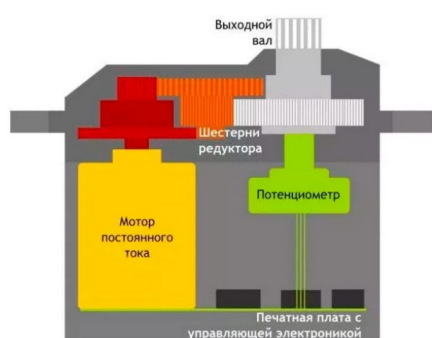 Выходной
вал
Шестерни
редуктора
Потенциометр
Мотор
постоянного
тока
Печатная плата с
управляющей электроникой